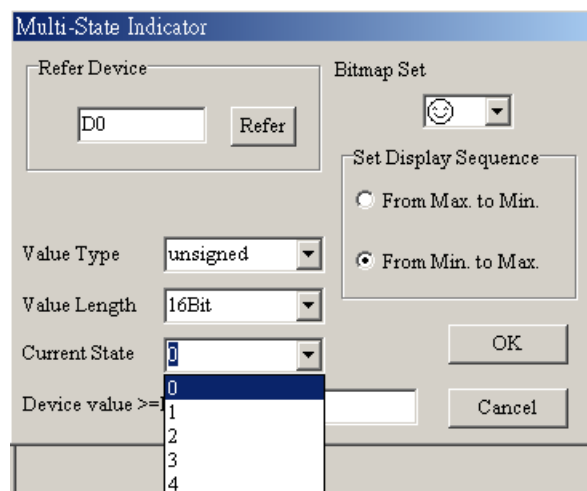 Multi-State Indicator
Refer Device
D0
Refer
Bitmap Set
Set Display Sequence
From Max. to Min.
From Min. to Max.
Value Type
unsigned
Value Length
16Bit
Current State
0
0
1
2
3
4
Device value >=
OK
Cancel